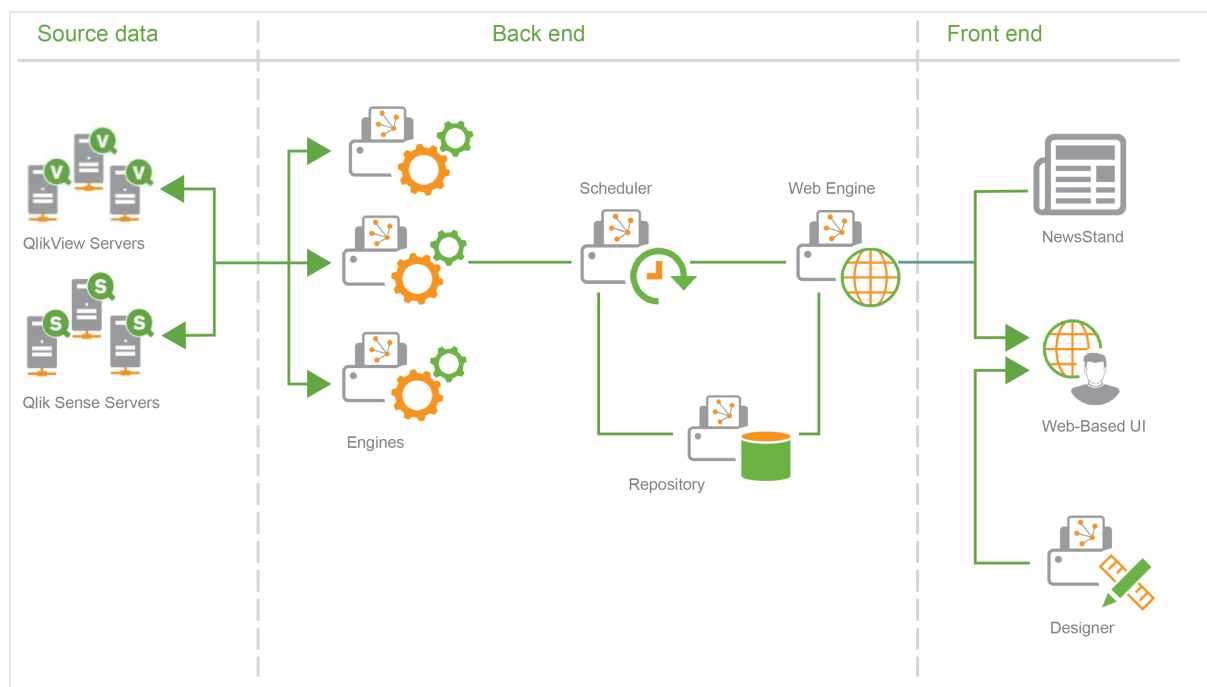 Source data
Back end
Front end
V
V
V
QlikView Servers
S
S
S
Qlik Sense Servers
Engines
Scheduler
Web Engine
Repository
NewsStand
Web-Based UI
Designer